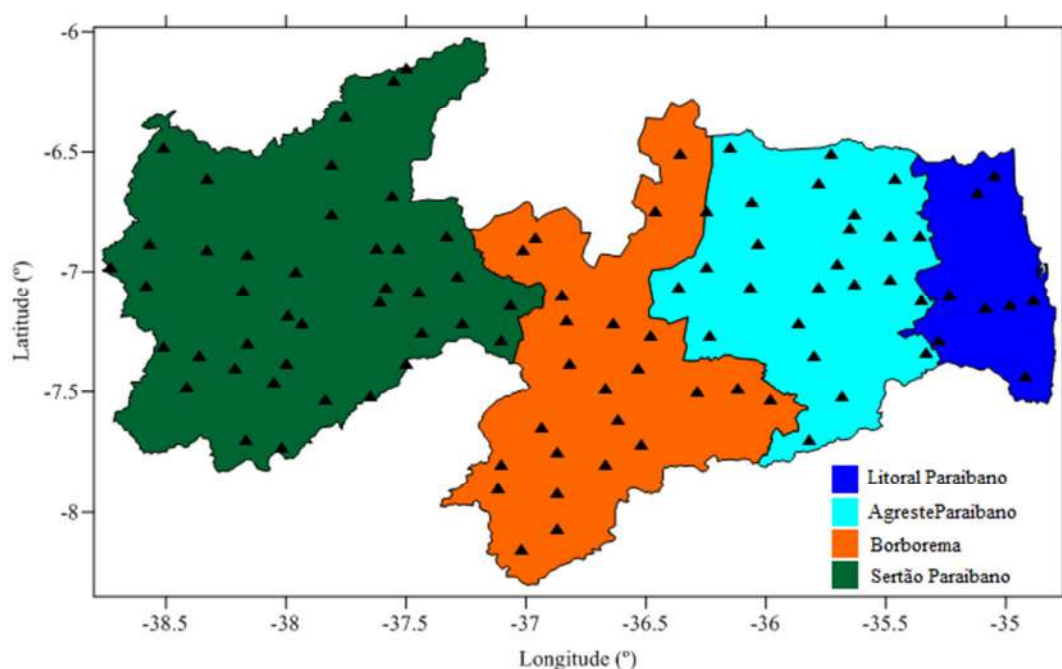 -6
-6.5
-7
-7.5
-8
Latitude (º)
Litoral Paraibano
AgresteParaibano
Borborema
Sertão Paraibano
-38.5 -38 -37.5 -37 -36.5 -36 -35.5 -35
Longitude (º)